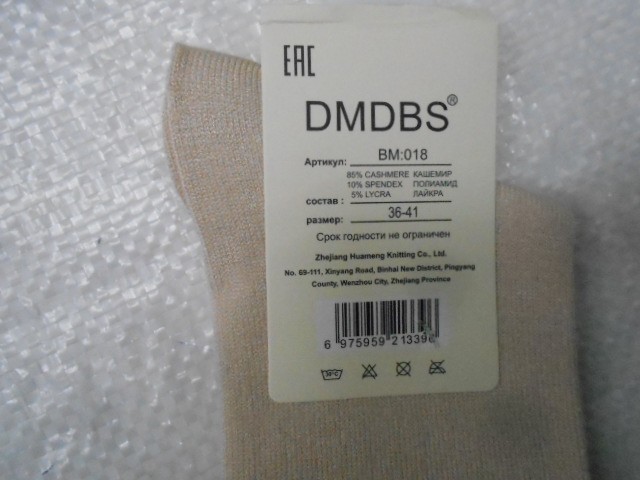 EAC
DMDBS®
Артикул: BM:018
85% CASHMERE КАШЕМИР
10% SPENDEX ПОЛИАМИД
состав : 5% LYCRA ЛАЙКРА
размер: 36-41
Срок годности не ограничен
Zhejiang Huameng Knitting Co., Ltd.
No. 69-111, Xinyang Road, Binhai New District, Pingyang
County, Wenzhou City, Zhejiang Province
6 975959 213396
30°C